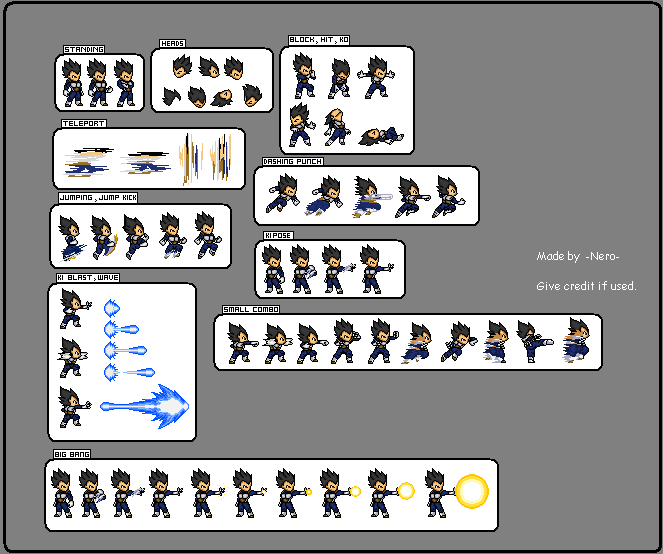 STANDING
HEADS
BLOCK, HIT, KO
TELEPORT
DASHING PUNCH
JUMPING, JUMP KICK
KI POSE
KI BLAST, WAVE
SMALL COMBO
BIG BANG
Made by -Nero-
Give credit if used.